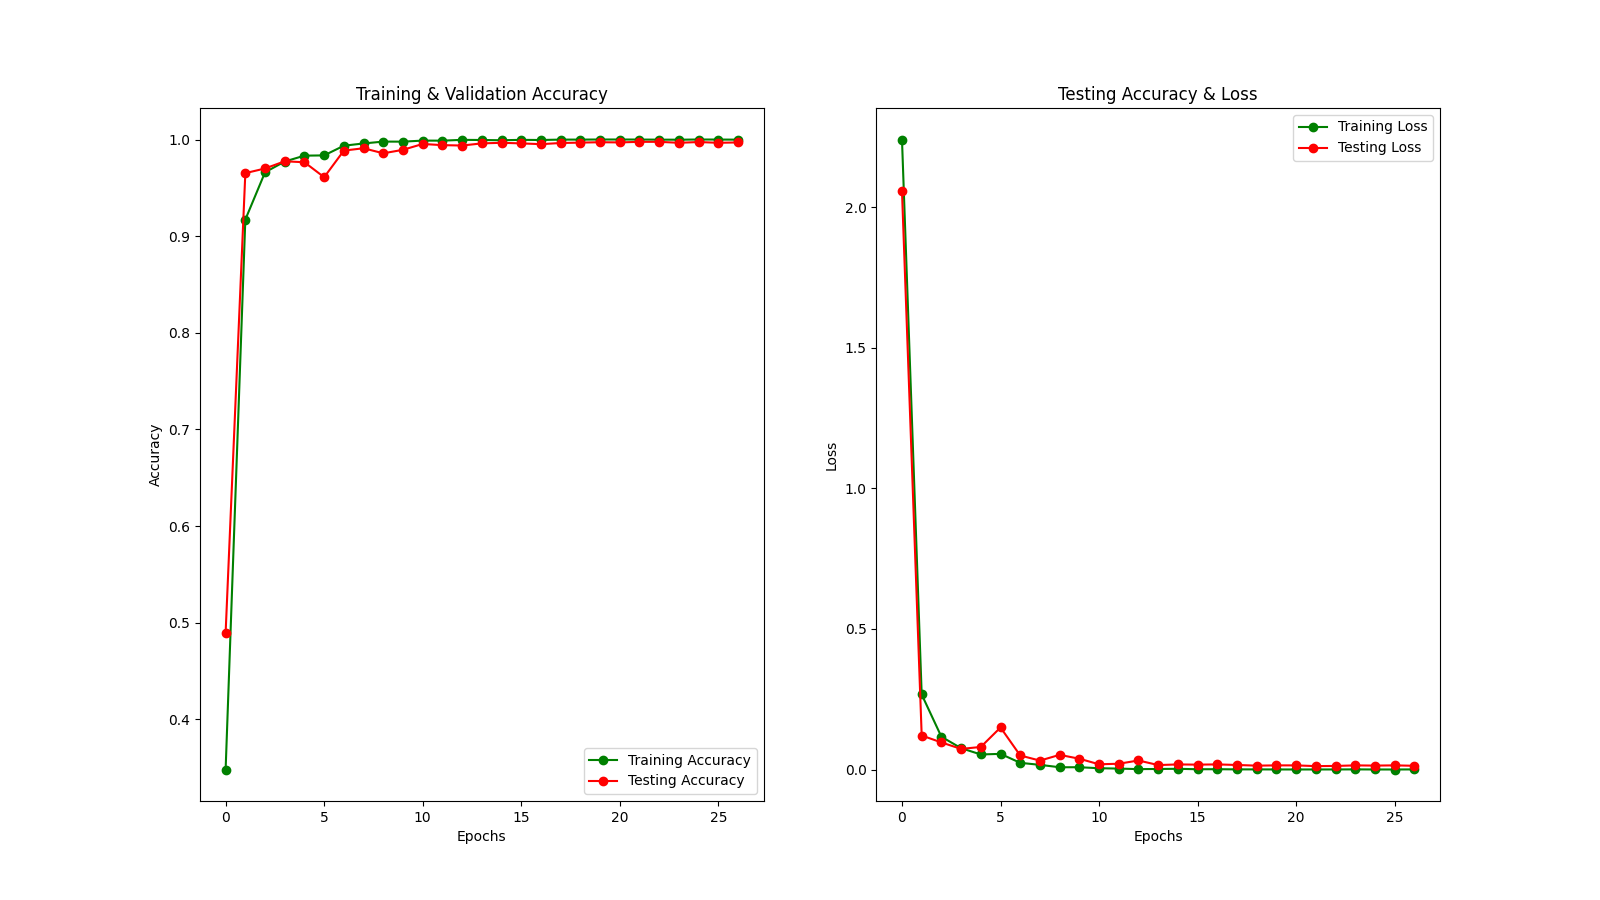 Training & Validation Accuracy
1.0
0.9
0.8
0.7
0.6
0.5
0.4
Accuracy
0
5
10
15
20
25
Epochs
Training Accuracy
Testing Accuracy
Testing Accuracy & Loss
2.0
1.5
1.0
0.5
0.0
Loss
0
5
10
15
20
25
Epochs
Training Loss
Testing Loss